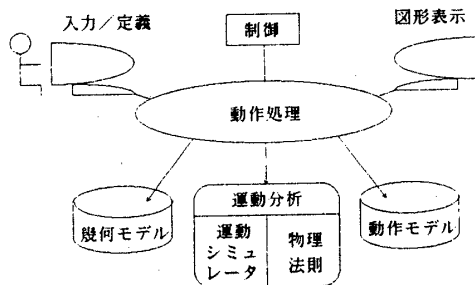 入力／定義
制御
図形表示
動作処理
幾何モデル
運動分析
運動
シミュ
レータ
物理
法則
動作モデル